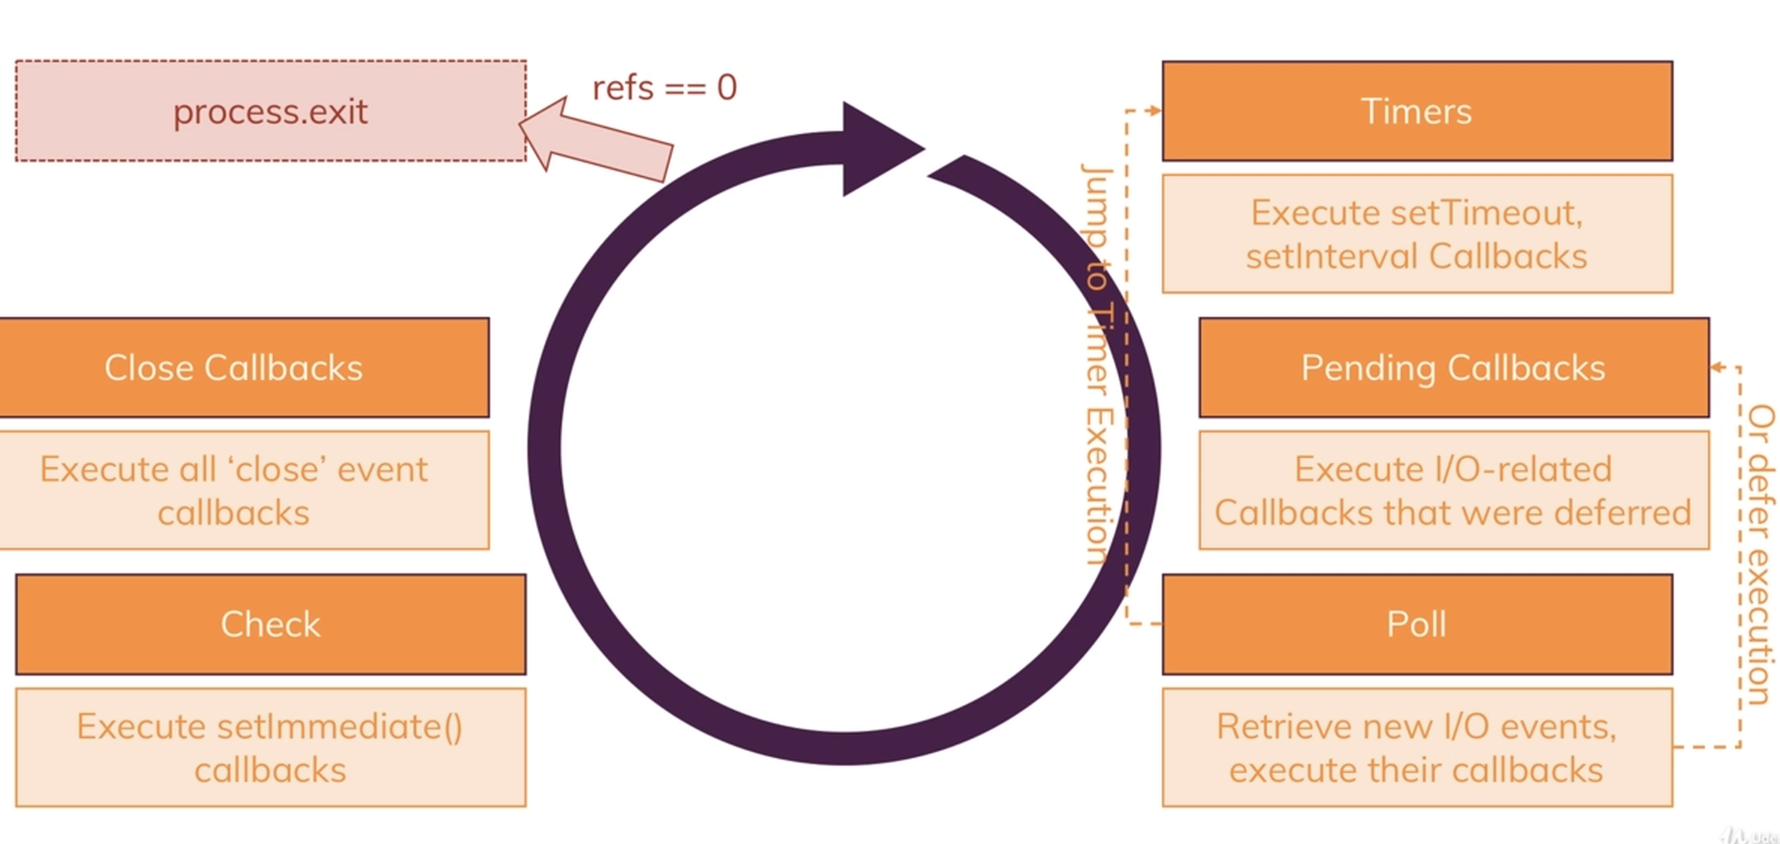 process.exit
refs == 0
Timers
Execute setTimeout,
setInterval Callbacks
Jump to Timer Execution
Close Callbacks
Execute all ‘close’ event
callbacks
Pending Callbacks
Execute I/O-related
Callbacks that were deferred
Or defer execution
Check
Execute setImmediate()
callbacks
Poll
Retrieve new I/O events,
execute their callbacks